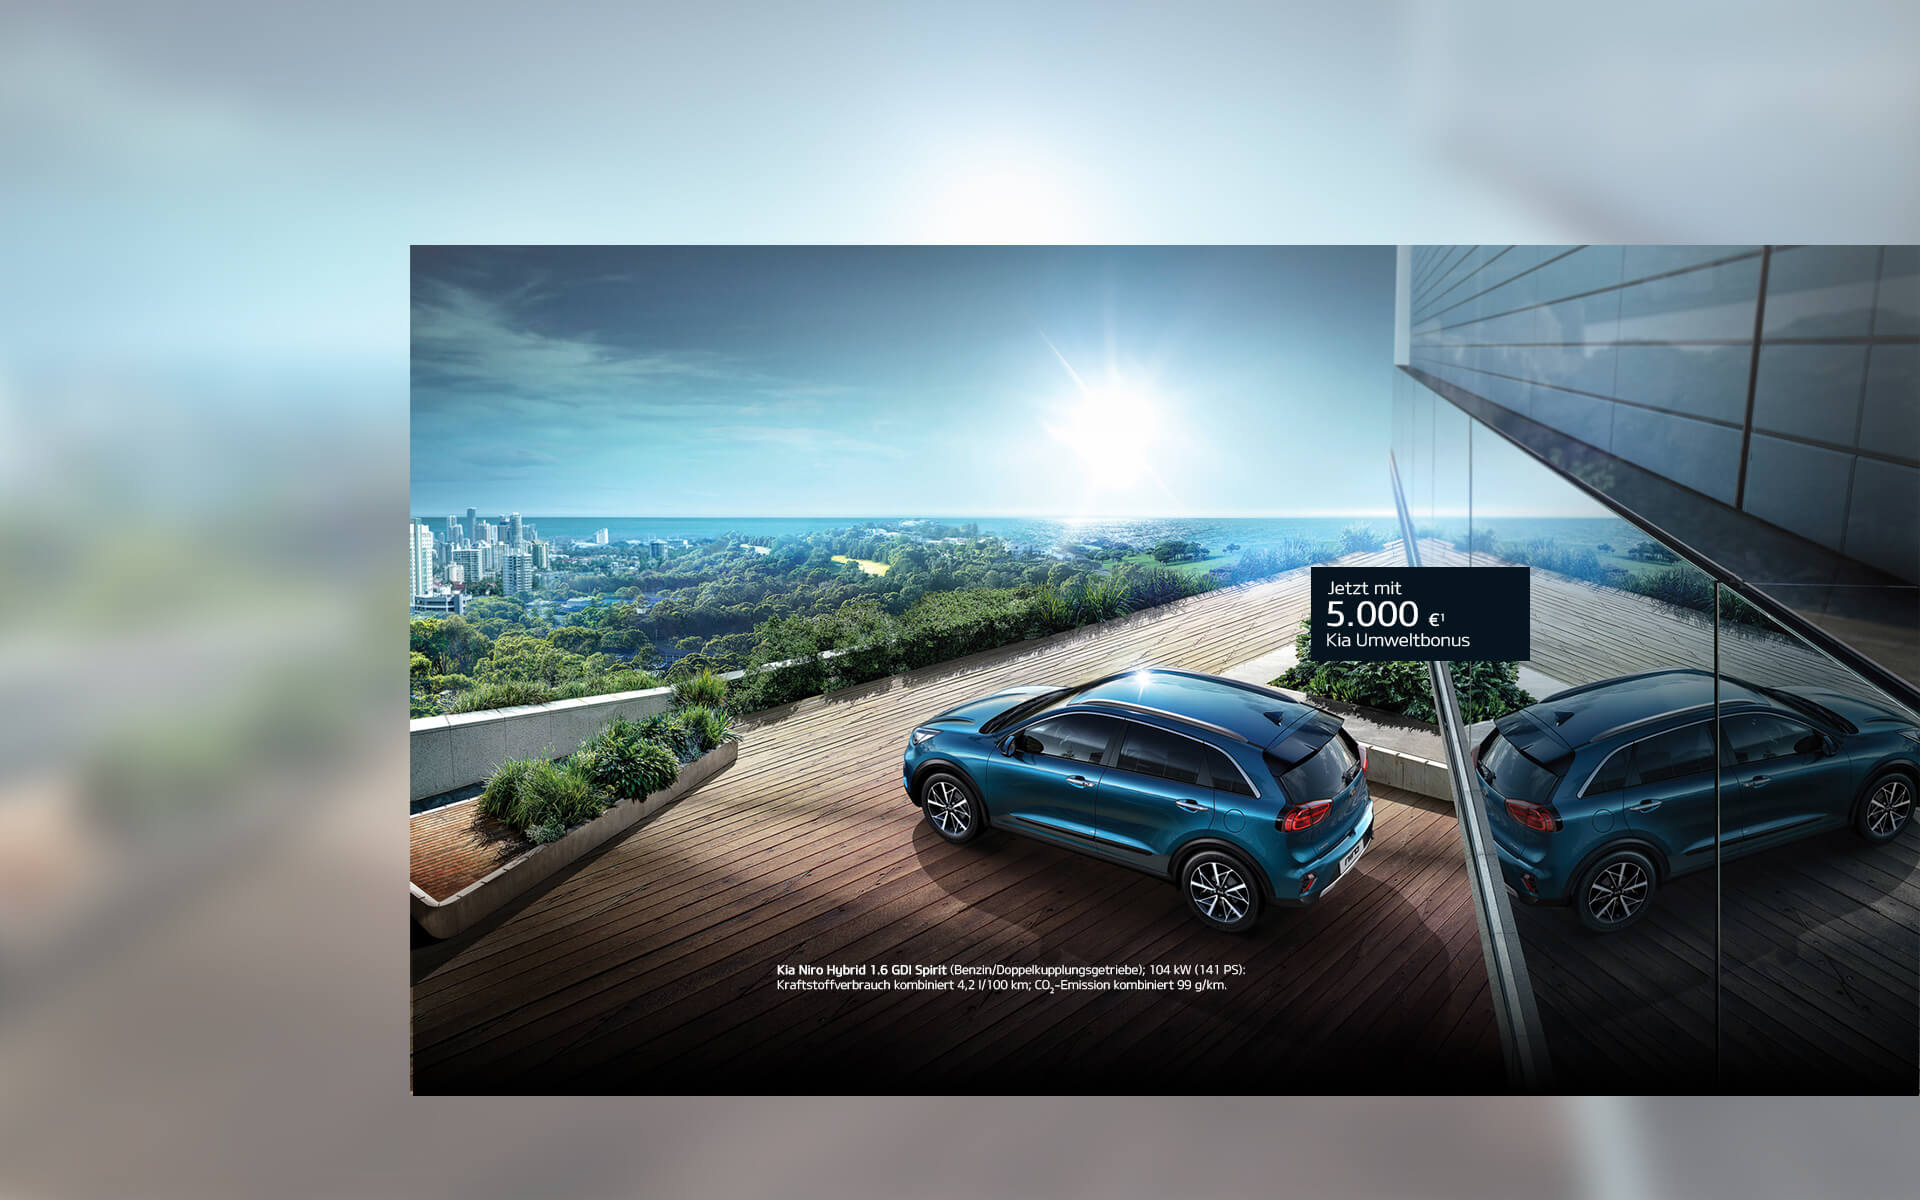 Jetzt mit
5.000 €¹
Kia Umweltbonus
NIRO
Kia Niro Hybrid 1.6 GDI Spirit (Benzin/Doppelkupplungsgetriebe); 104 kW (141 PS):
Kraftstoffverbrauch kombiniert 4,2 l/100 km; CO₂-Emission kombiniert 99 g/km.